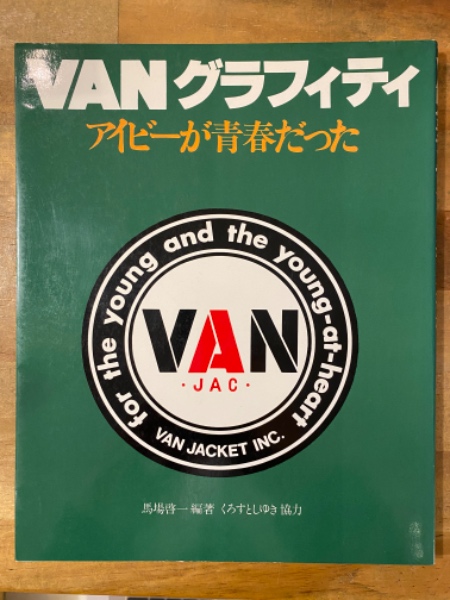 VANグラフィティ
アイビーが青春だった
for the young and the young-at-heart
VAN
・JAC・
VAN JACKET INC.
馬場啓一 編著 くろすとしゆき 協力